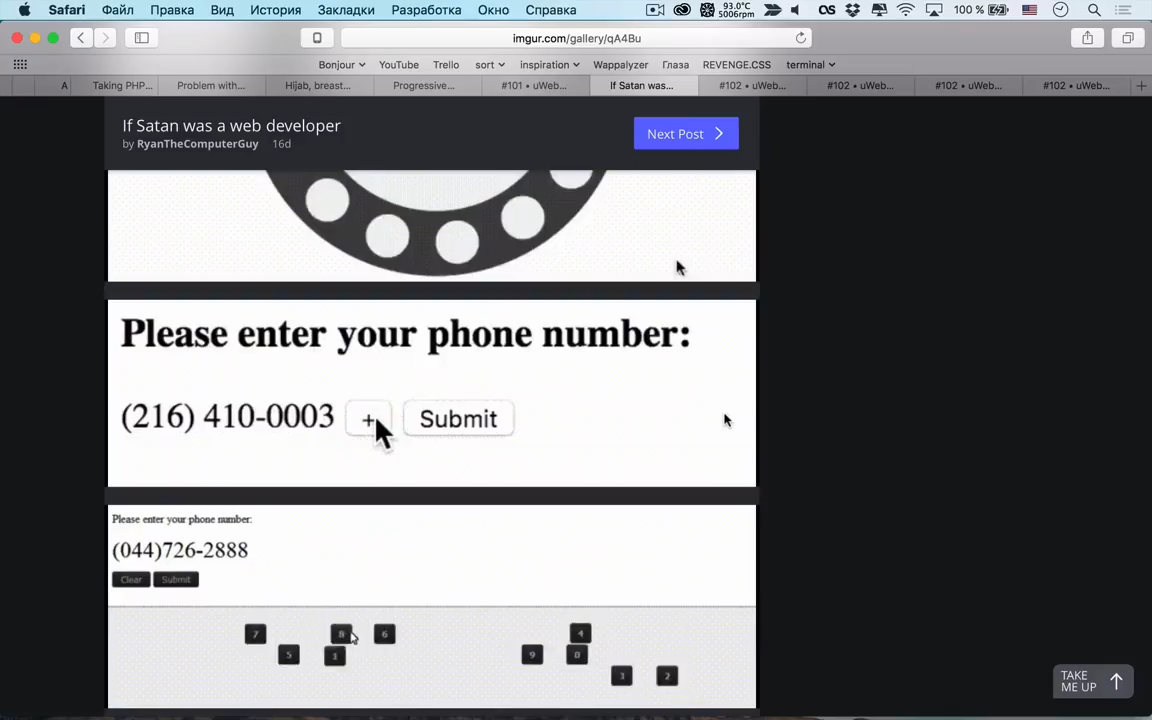 Safari Файл Правка Вид История Закладки Разработка Окно Справка 93.0°C 5006rpm 100 %
imgur.com/gallery/qA4Bu
Bonjour YouTube Trello sort inspiration Wappalyzer Глаза REVENGE.CSS terminal
A Taking PHP... Problem with... Hijab, breast... Progressive... #101 • uWeb... If Satan was... #102 • uWeb... #102 • uWeb... #102 • uWeb... #102 • uWeb...
If Satan was a web developer
by RyanTheComputerGuy 16d
Next Post
Please enter your phone number:
(216) 410-0003 + Submit
Please enter your phone number:
(044)726-2888
Clear Submit
7 8 6 4
5 9 0
2
TAKE
ME UP